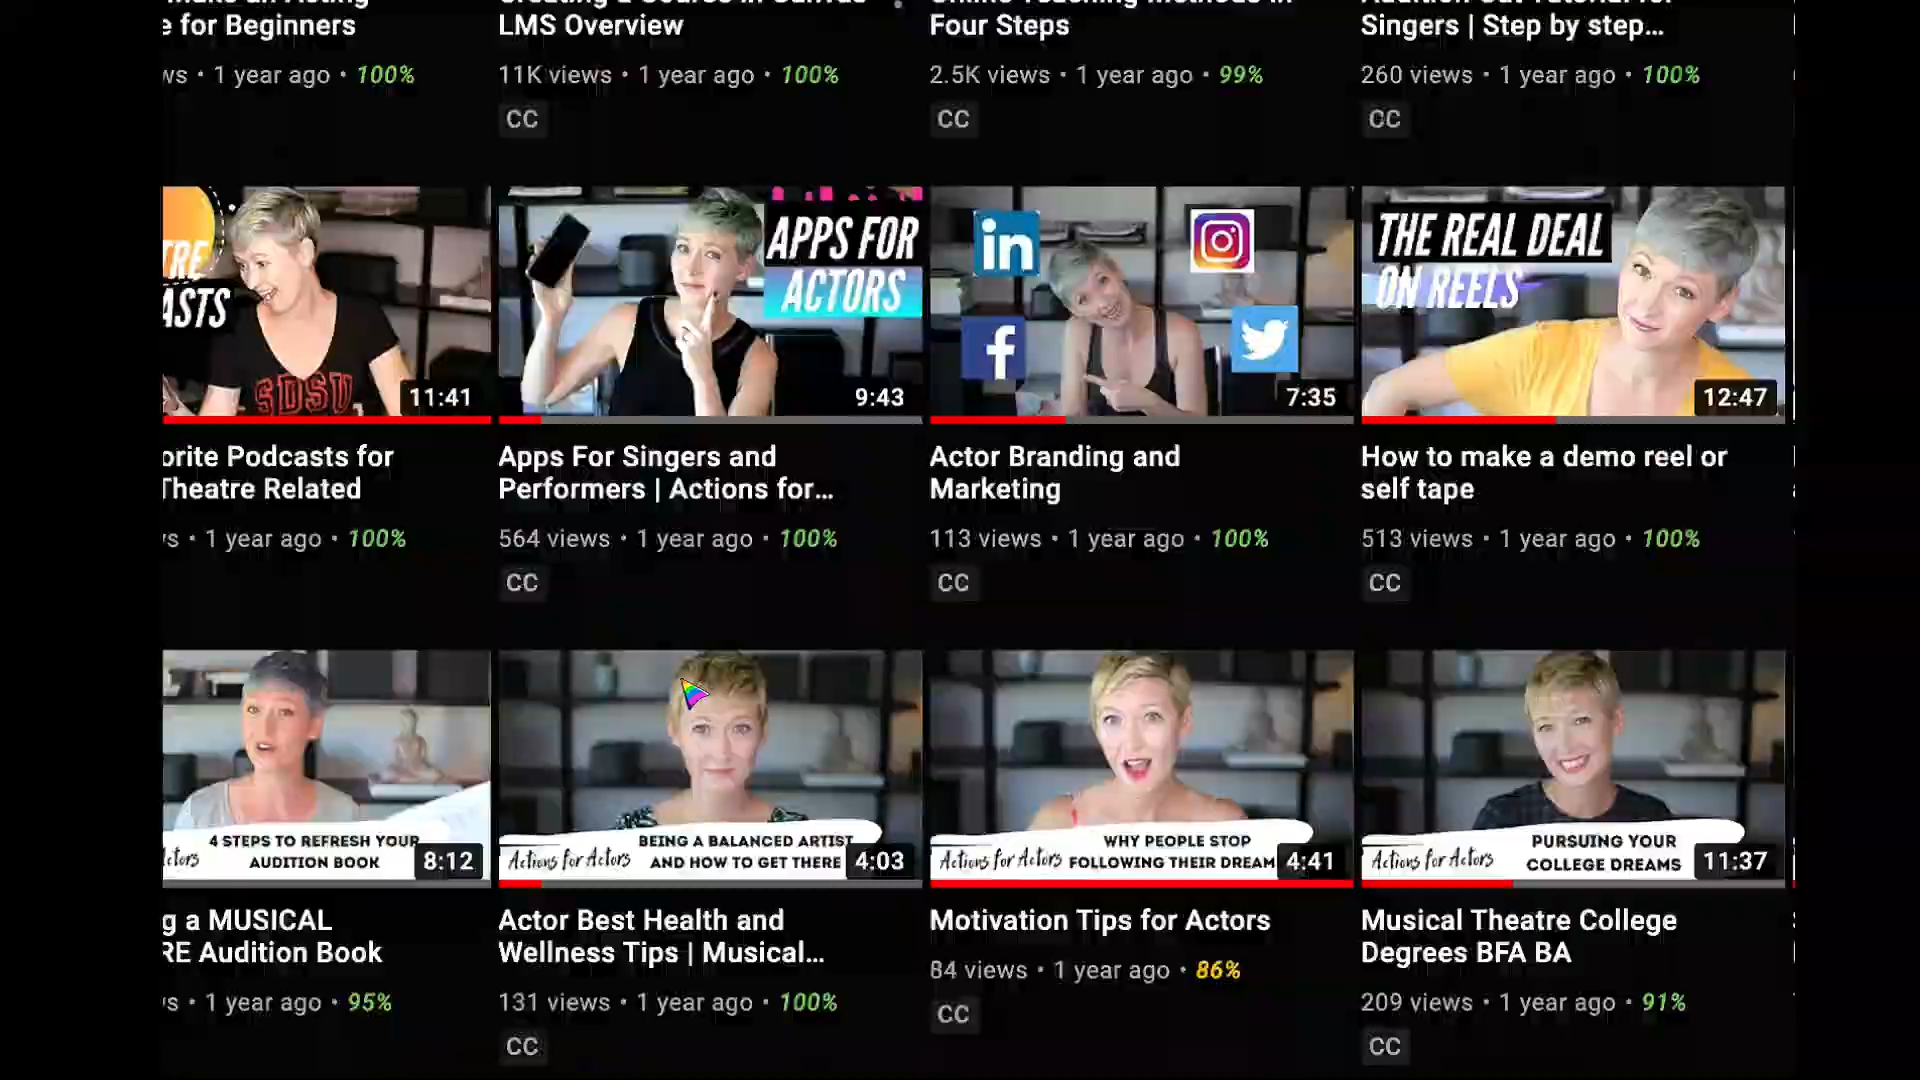 e for Beginners
LMS Overview
Four Steps
Singers | Step by step...
ws • 1 year ago • 100%
11K views • 1 year ago • 100%
2.5K views • 1 year ago • 99%
260 views • 1 year ago • 100%
CC
CC
CC
TRE
ASTS
SDSU
11:41
APPS FOR
ACTORS
9:43
in
f
7:35
THE REAL DEAL
ON REELS
12:47
orite Podcasts for
Theatre Related
Apps For Singers and
Performers | Actions for...
Actor Branding and
Marketing
How to make a demo reel or
self tape
s • 1 year ago • 100%
564 views • 1 year ago • 100%
113 views • 1 year ago • 100%
513 views • 1 year ago • 100%
CC
CC
CC
4 STEPS TO REFRESH YOUR
AUDITION BOOK
8:12
Actions for Actors
BEING A BALANCED ARTIST
AND HOW TO GET THERE
4:03
Actions for Actors
WHY PEOPLE STOP
FOLLOWING THEIR DREAM
4:41
Actions for Actors
PURSUING YOUR
COLLEGE DREAMS
11:37
g a MUSICAL
RE Audition Book
Actor Best Health and
Wellness Tips | Musical...
Motivation Tips for Actors
Musical Theatre College
Degrees BFA BA
s • 1 year ago • 95%
131 views • 1 year ago • 100%
84 views • 1 year ago • 86%
209 views • 1 year ago • 91%
CC
CC
CC